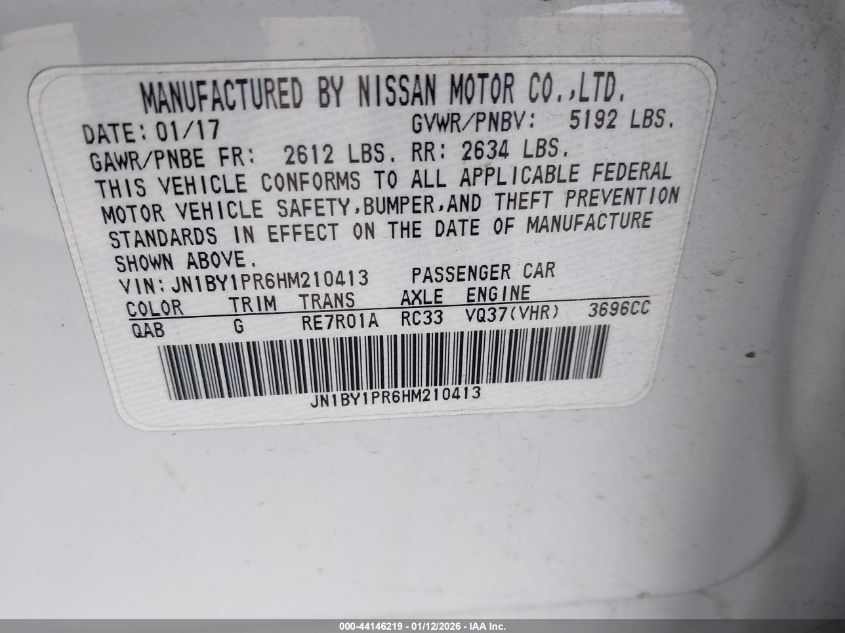 MANUFACTURED BY NISSAN MOTOR CO.,LTD.
DATE: 01/17 GVWR/PNBV: 5192 LBS.
GAWR/PNBE FR: 2612 LBS. RR: 2634 LBS.
THIS VEHICLE CONFORMS TO ALL APPLICABLE FEDERAL
MOTOR VEHICLE SAFETY,BUMPER,AND THEFT PREVENTION
STANDARDS IN EFFECT ON THE DATE OF MANUFACTURE
SHOWN ABOVE.
VIN: JN1BY1PR6HM210413 PASSENGER CAR
COLOR TRIM TRANS AXLE ENGINE
QAB G RE7R01A RC33 VQ37(VHR) 3696CC
JN1BY1PR6HM210413
000-44146219 - 01/12/2026 - IAA Inc.